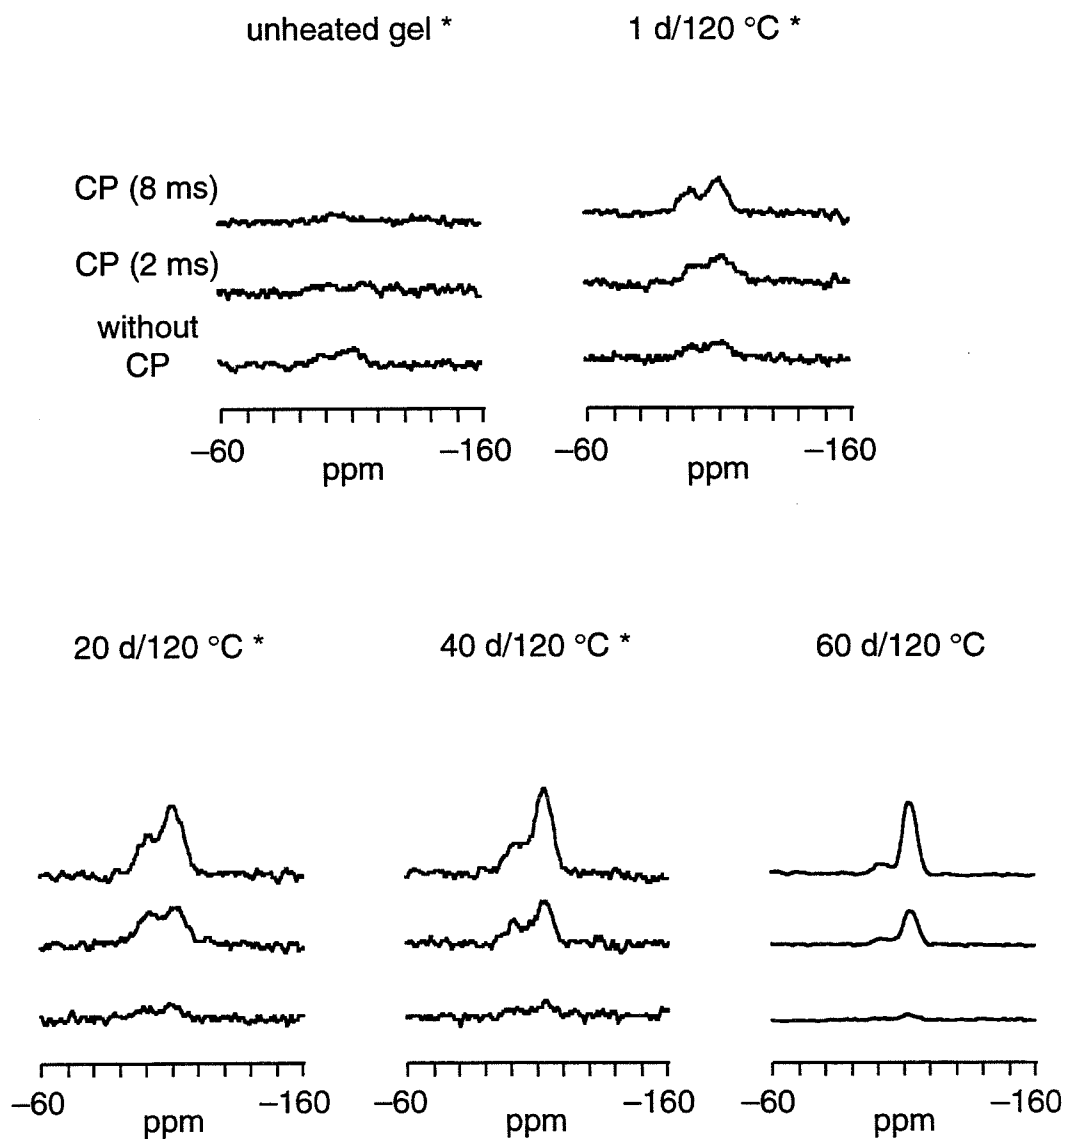 unheated gel *
1 d/120 °C *
CP (8 ms)
CP (2 ms)
without
CP
–60
–160
ppm
–60
–160
ppm
20 d/120 °C *
40 d/120 °C *
60 d/120 °C
–60
–160
ppm
–60
–160
ppm
–60
–160
ppm